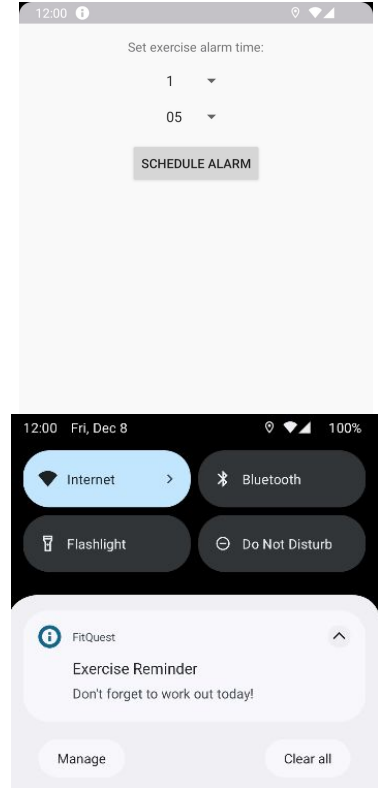 12:00
Set exercise alarm time:
1
05
SCHEDULE ALARM
12:00 Fri, Dec 8 100%
Internet Bluetooth
Flashlight Do Not Disturb
FitQuest
Exercise Reminder
Don't forget to work out today!
Manage Clear all